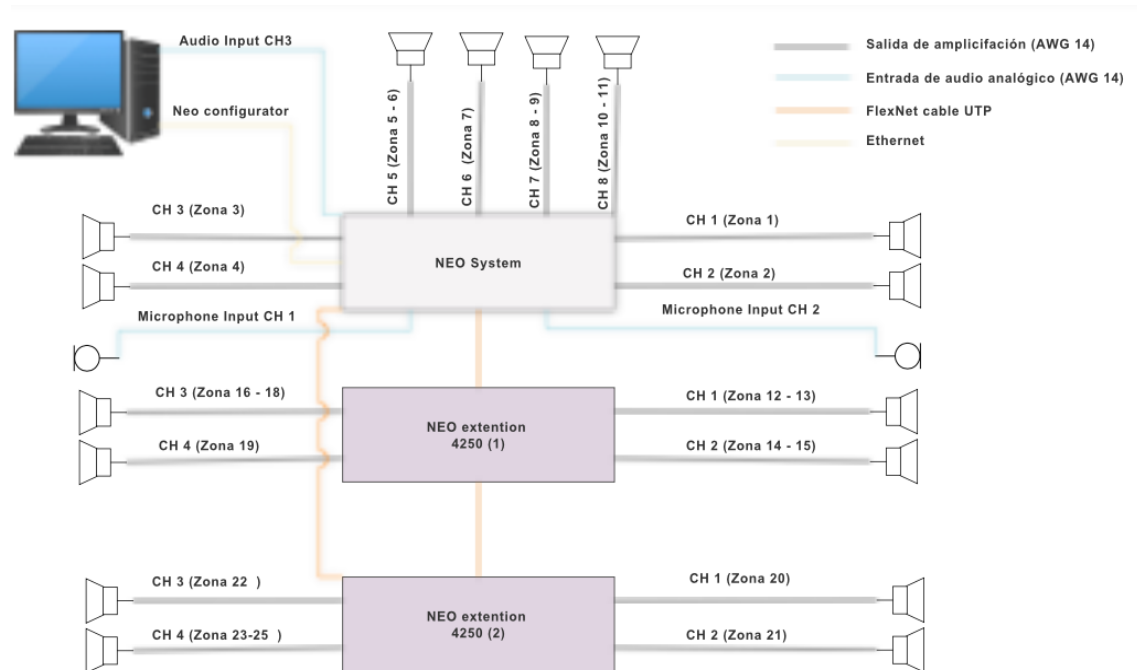 Audio Input CH3
Neo configurator
Salida de amplicifación (AWG 14)
Entrada de audio analógico (AWG 14)
FlexNet cable UTP
Ethernet
CH 5 (Zona 5 - 6)
CH 6 (Zona 7)
CH 7 (Zona 8 - 9)
CH 8 (Zona 10 - 11)
CH 3 (Zona 3)
CH 4 (Zona 4)
NEO System
CH 1 (Zona 1)
CH 2 (Zona 2)
Microphone Input CH 1
Microphone Input CH 2
CH 3 (Zona 16 - 18)
CH 4 (Zona 19)
NEO extention
4250 (1)
CH 1 (Zona 12 - 13)
CH 2 (Zona 14 - 15)
CH 3 (Zona 22 )
CH 4 (Zona 23-25 )
NEO extention
4250 (2)
CH 1 (Zona 20)
CH 2 (Zona 21)